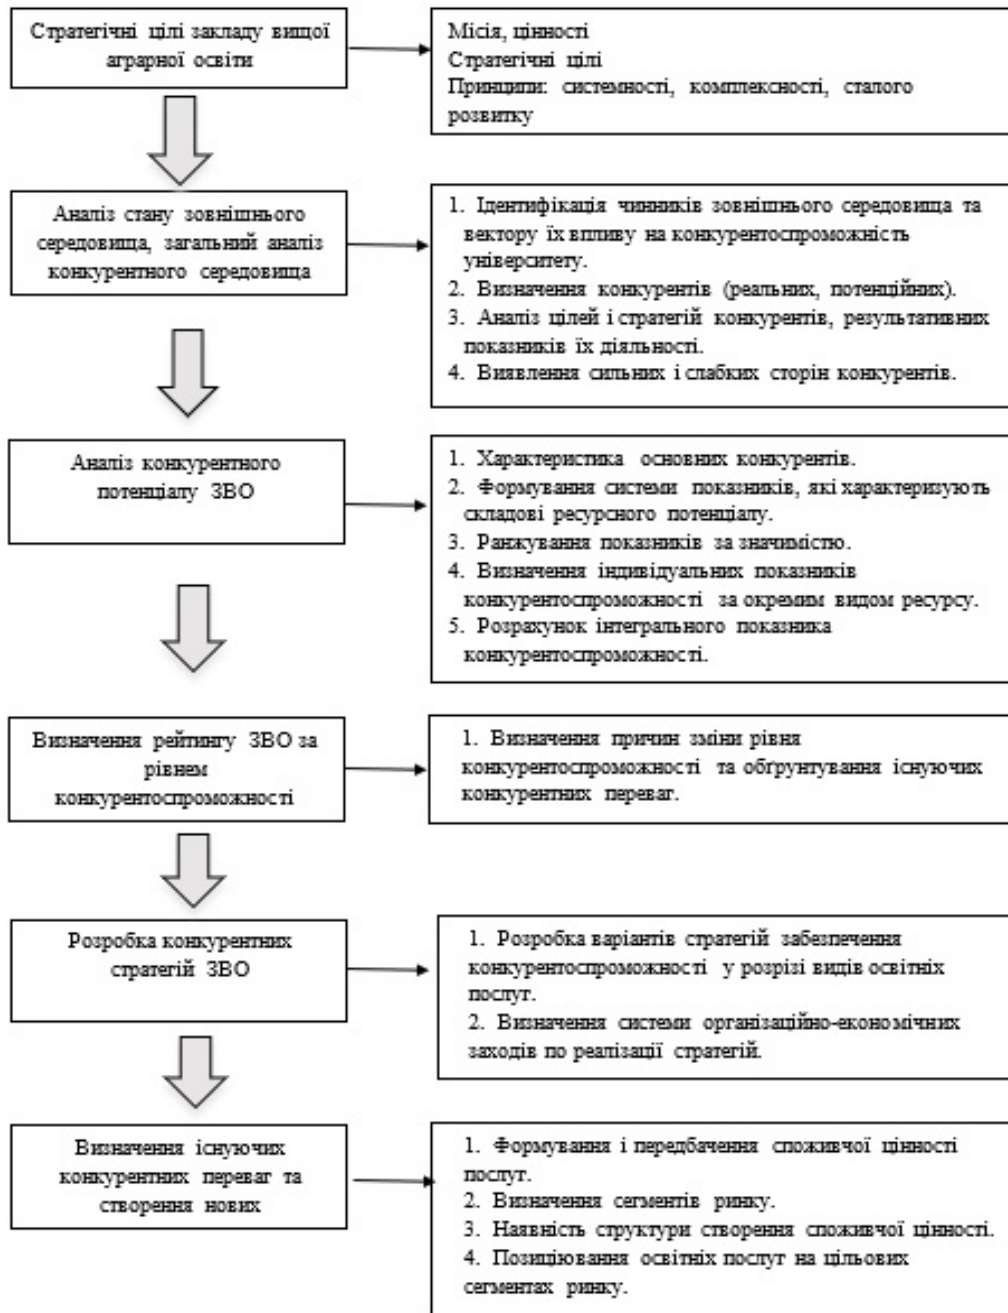 Стратегічні цілі закладу вищої
аграрної освіти
Місія, цінності
Стратегічні цілі
Принципи: системності, комплексності, сталого
розвитку
Аналіз стану зовнішнього
середовища, загальний аналіз
конкурентного середовища
1. Ідентифікація чинників зовнішнього середовища та
вектору їх впливу на конкурентоспроможність
університету.
2. Визначення конкурентів (реальних, потенційних).
3. Аналіз цілей і стратегій конкурентів, результативних
показників їх діяльності.
4. Виявлення сильних і слабких сторін конкурентів.
Аналіз конкурентного
потенціалу ЗВО
1. Характеристика основних конкурентів.
2. Формування системи показників, які характеризують
складові ресурсного потенціалу.
3. Ранжування показників за значимістю.
4. Визначення індивідуальних показників
конкурентоспроможності за окремим видом ресурсу.
5. Розрахунок інтегрального показника
конкурентоспроможності.
Визначення рейтингу ЗВО за
рівнем
конкурентоспроможності
1. Визначення причин зміни рівня
конкурентоспроможності та обґрунтування існуючих
конкурентних переваг.
Розробка конкурентних
стратегій ЗВО
1. Розробка варіантів стратегій забезпечення
конкурентоспроможності у розрізі видів освітніх
послуг.
2. Визначення системи організаційно-економічних
заходів по реалізації стратегій.
Визначення існуючих
конкурентних переваг та
створення нових
1. Формування і передбачення споживчої цінності
послуг.
2. Визначення сегментів ринку.
3. Наявність структури створення споживчої цінності.
4. Позиціювання освітніх послуг на цільових
сегментах ринку.